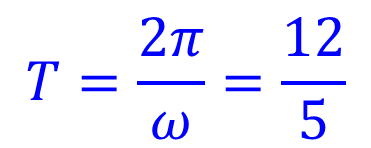 T = 2π/ω = 12/5